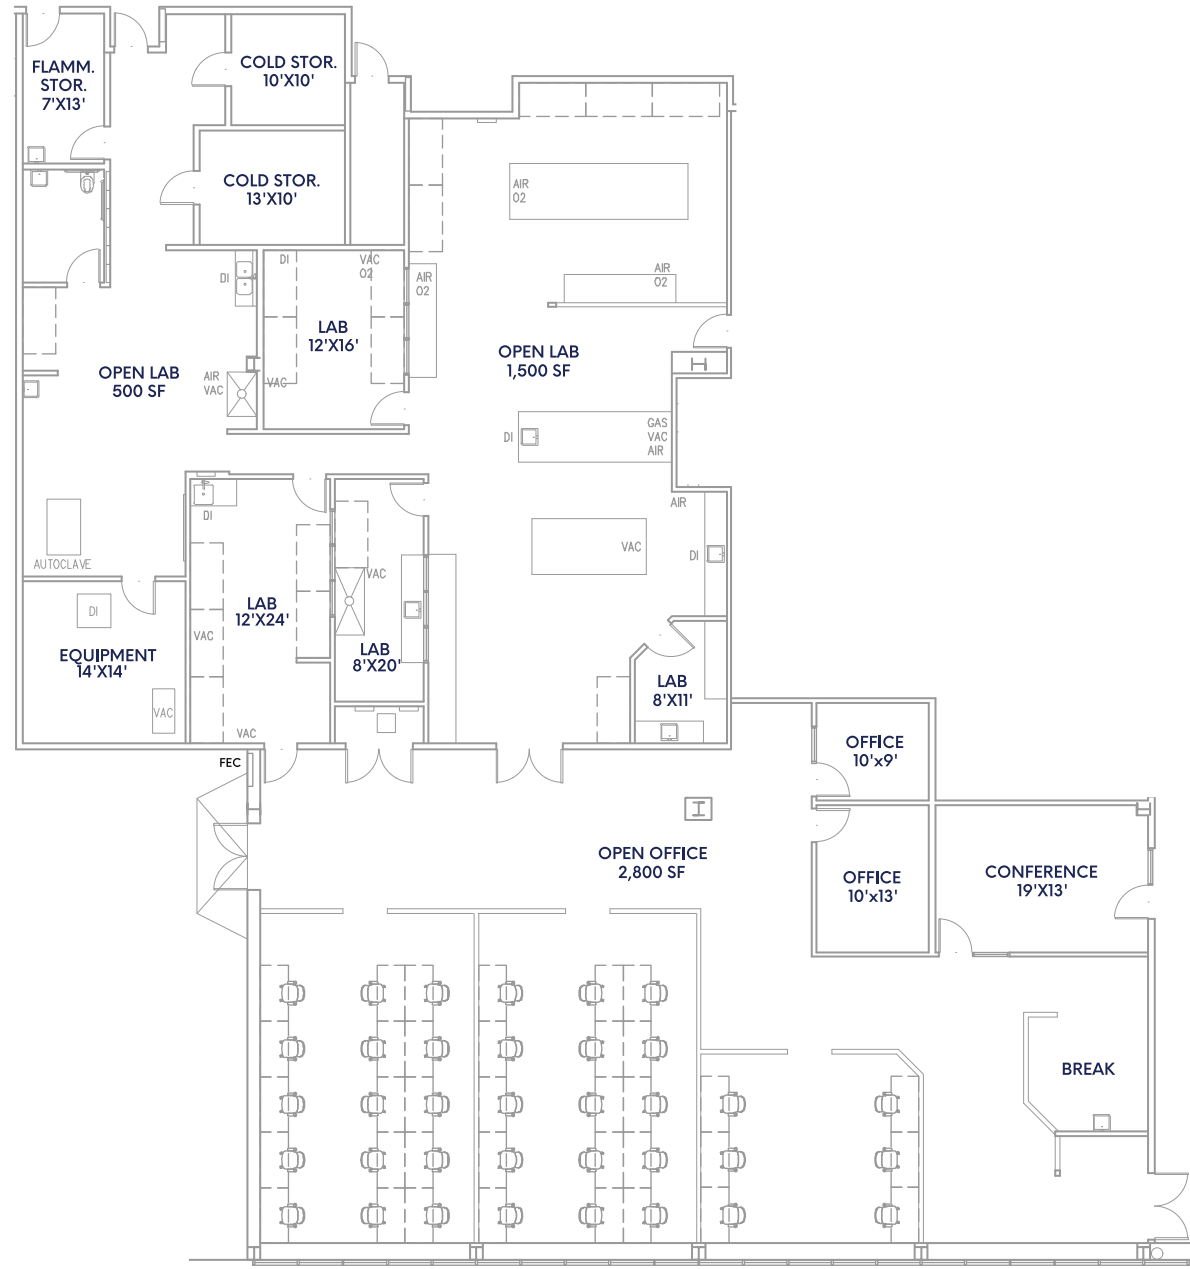 FLAMM.
STOR.
7'X13'
COLD STOR.
10'X10'
COLD STOR.
13'X10'
AIR
O2
DI
DI
VAC
O2
AIR
O2
AIR
O2
LAB
12'X16'
OPEN LAB
1,500 SF
OPEN LAB
500 SF
AIR
VAC
VAC
DI
GAS
VAC
AIR
AIR
DI
VAC
DI
AUTOCLAVE
VAC
DI
LAB
12'X24'
VAC
EQUIPMENT
14'X14'
LAB
8'X20'
LAB
8'X11'
VAC
VAC
FEC
OFFICE
10'x9'
OPEN OFFICE
2,800 SF
OFFICE
10'x13'
CONFERENCE
19'X13'
BREAK